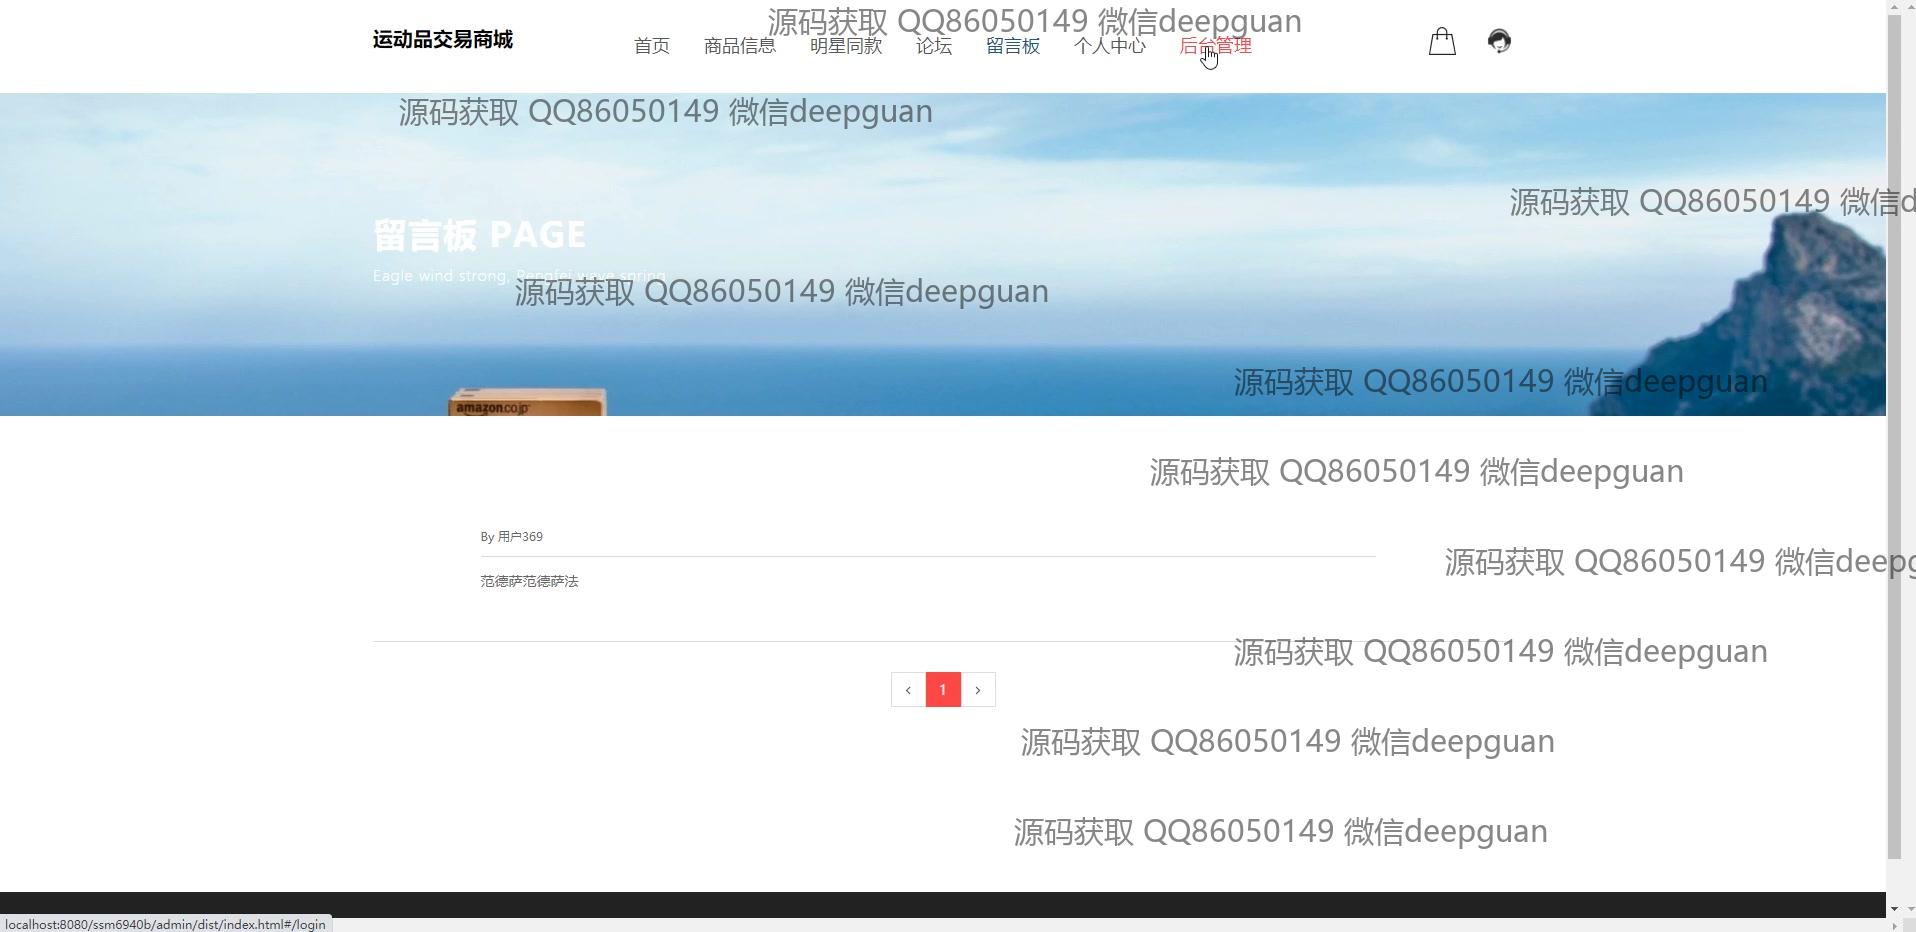 源码获取 QQ86050149 微信deepguan
运动品交易商城
首页 商品信息 明星同款 论坛 留言板 个人中心 后台管理
源码获取 QQ86050149 微信deepguan
源码获取 QQ86050149 微信d
留言板 PAGE
Eagle wind strong, Pengfei wave spring
源码获取 QQ86050149 微信deepguan
源码获取 QQ86050149 微信deepguan
amazon.co.jp
源码获取 QQ86050149 微信deepguan
By 用户369
源码获取 QQ86050149 微信deepg
范德萨范德萨法
源码获取 QQ86050149 微信deepguan
‹ 1 ›
源码获取 QQ86050149 微信deepguan
源码获取 QQ86050149 微信deepguan
localhost:8080/ssm6940b/admin/dist/index.html#/login